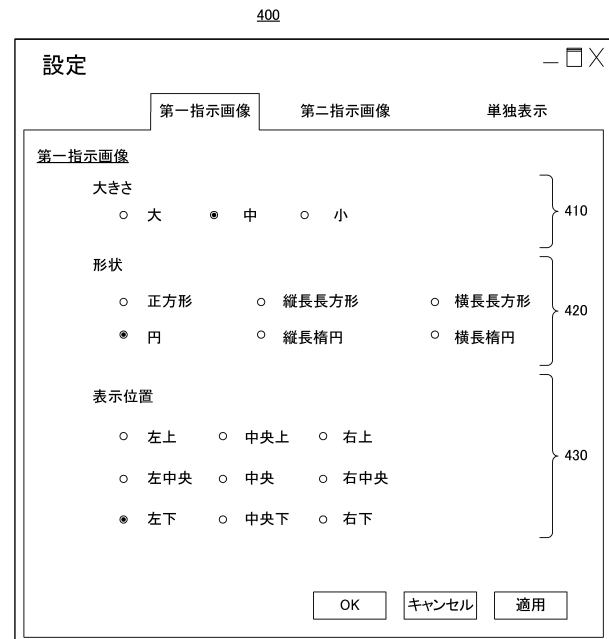 400
設定
第一指示画像 第二指示画像 単独表示
第一指示画像
大きさ
大 中 小
410
形状
正方形 縦長長方形 横長長方形
420
円 縦長楕円 横長楕円
表示位置
左上 中央上 右上
430
左中央 中央 右中央
左下 中央下 右下
OK キャンセル 適用